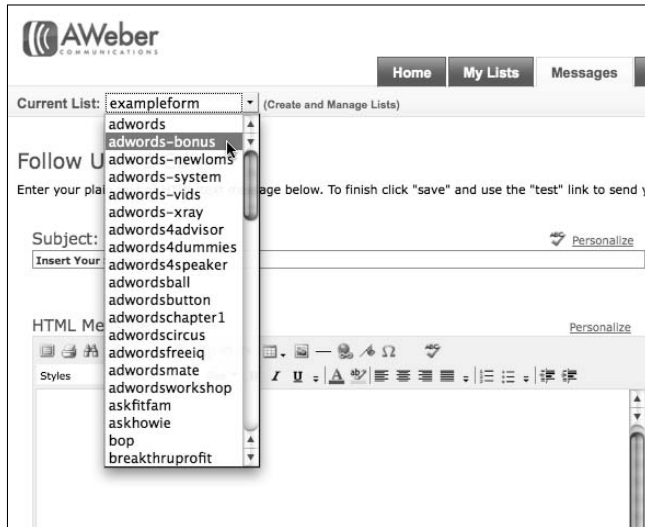 AWeber
COMMUNICATIONS
Home
My Lists
Messages
Current List: exampleform (Create and Manage Lists)
adwords
adwords-bonus
adwords-newloms
adwords-system
adwords-vids
adwords-xray
adwords4advisor
adwords4dummies
adwords4speaker
adwordsball
adwordsbutton
adwordschapter1
adwordscircus
adwordsfreeiq
adwordsmate
adwordsworkshop
askfitfam
askhowie
bop
breakthruprofit
Follow U
Enter your plai age below. To finish click "save" and use the "test" link to send y
Subject: Personalize
Insert Your
HTML Me Personalize
Styles